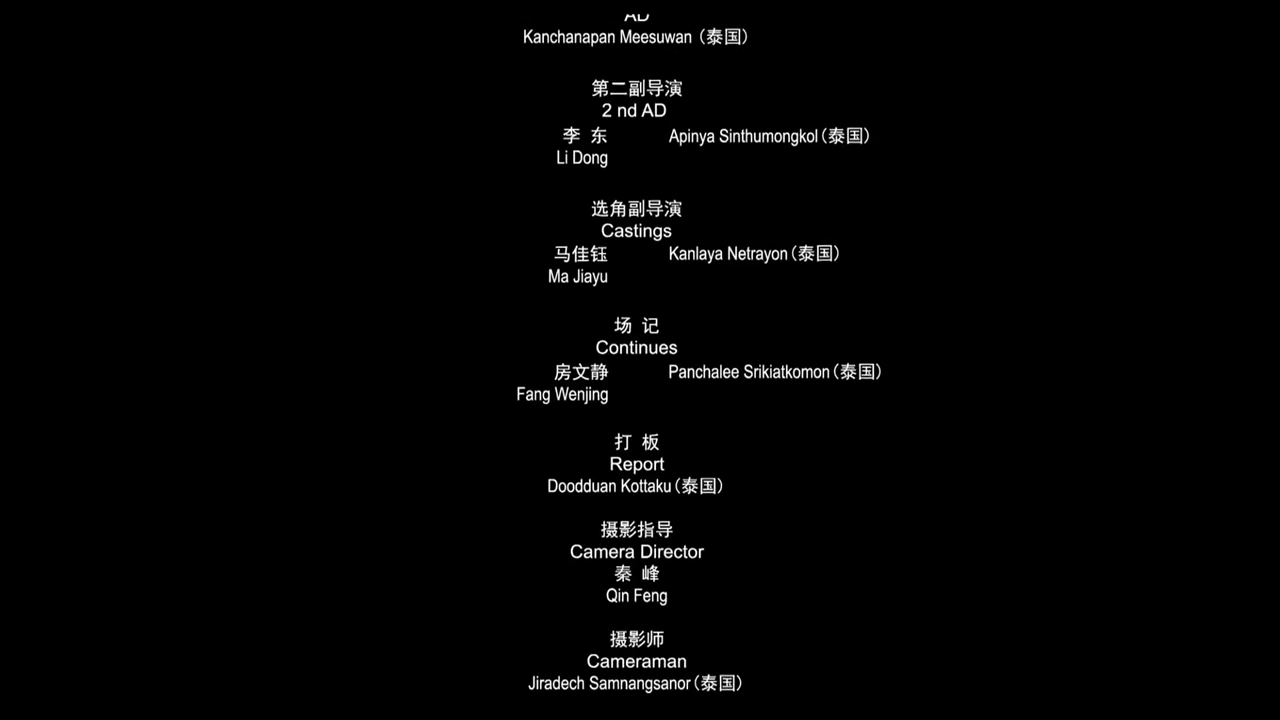 AD
Kanchanapan Meesuwan（泰国）
第二副导演
2 nd AD
李 东 Apinya Sinthumongkol（泰国）
Li Dong
选角副导演
Castings
马佳钰 Kanlaya Netrayon（泰国）
Ma Jiayu
场 记
Continues
房文静 Panchalee Srikiatkomon（泰国）
Fang Wenjing
打 板
Report
Doodduan Kottaku（泰国）
摄影指导
Camera Director
秦 峰
Qin Feng
摄影师
Cameraman
Jiradech Samnangsanor（泰国）